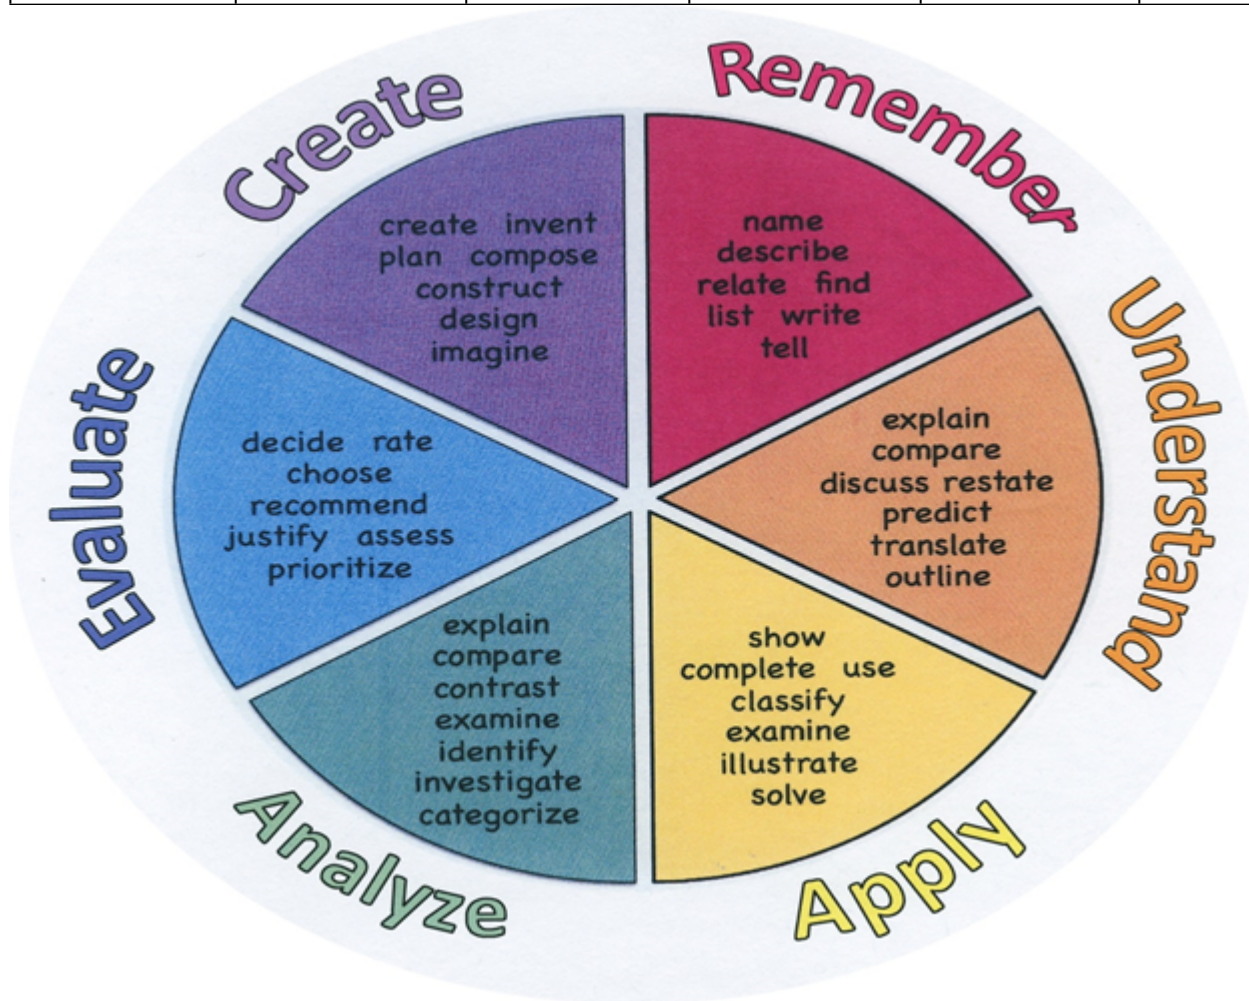 Remember
name
describe
relate find
list write
tell
Understand
explain
compare
discuss restate
predict
translate
outline
Apply
show
complete use
classify
examine
illustrate
solve
Analyze
explain
compare
contrast
examine
identify
investigate
categorize
Evaluate
decide rate
choose
recommend
justify assess
prioritize
Create
create invent
plan compose
construct
design
imagine